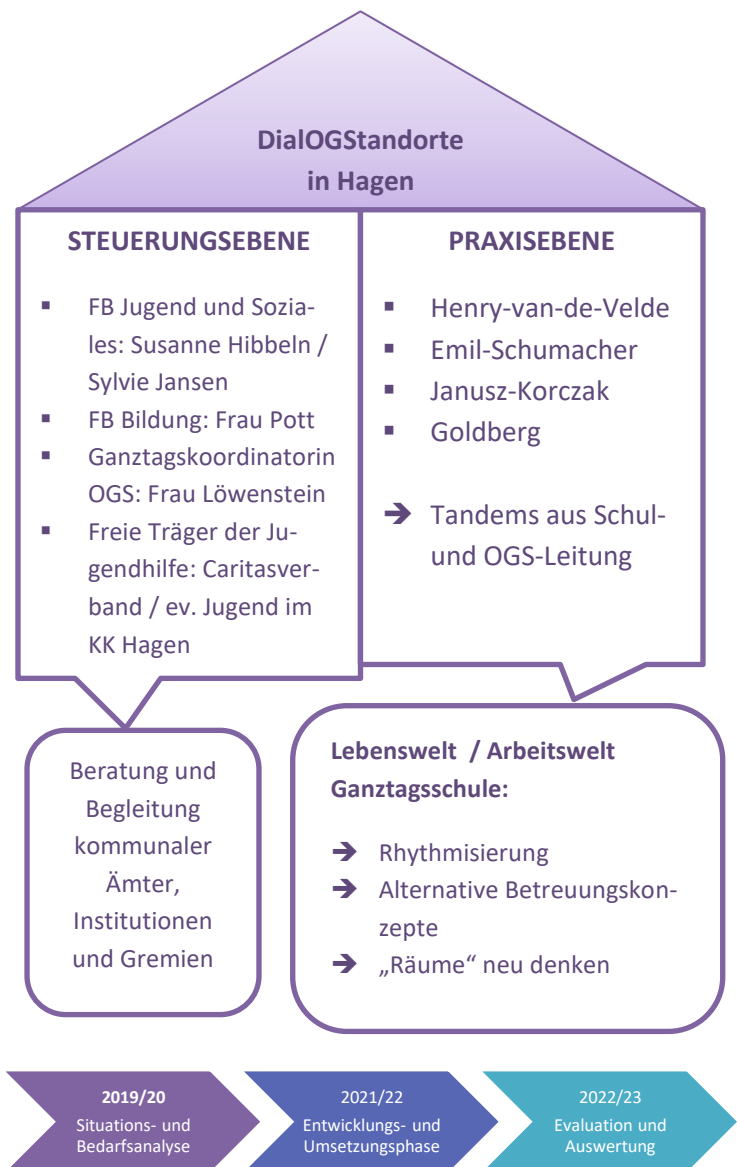 DialOGStandorte
in Hagen
STEUERUNGSEBENE
▪ FB Jugend und Sozia-
les: Susanne Hibbeln /
Sylvie Jansen
▪ FB Bildung: Frau Pott
▪ Ganztagskoordinatorin
OGS: Frau Löwenstein
▪ Freie Träger der Ju-
gendhilfe: Caritasver-
band / ev. Jugend im
KK Hagen
PRAXISEBENE
▪ Henry-van-de-Velde
▪ Emil-Schumacher
▪ Janusz-Korczak
▪ Goldberg
➔ Tandems aus Schul-
und OGS-Leitung
Beratung und
Begleitung
kommunaler
Ämter,
Institutionen
und Gremien
Lebenswelt / Arbeitswelt
Ganztagsschule:
➔ Rhythmisierung
➔ Alternative Betreuungskon-
zepte
➔ „Räume“ neu denken
2019/20
Situations- und
Bedarfsanalyse
2021/22
Entwicklungs- und
Umsetzungsphase
2022/23
Evaluation und
Auswertung